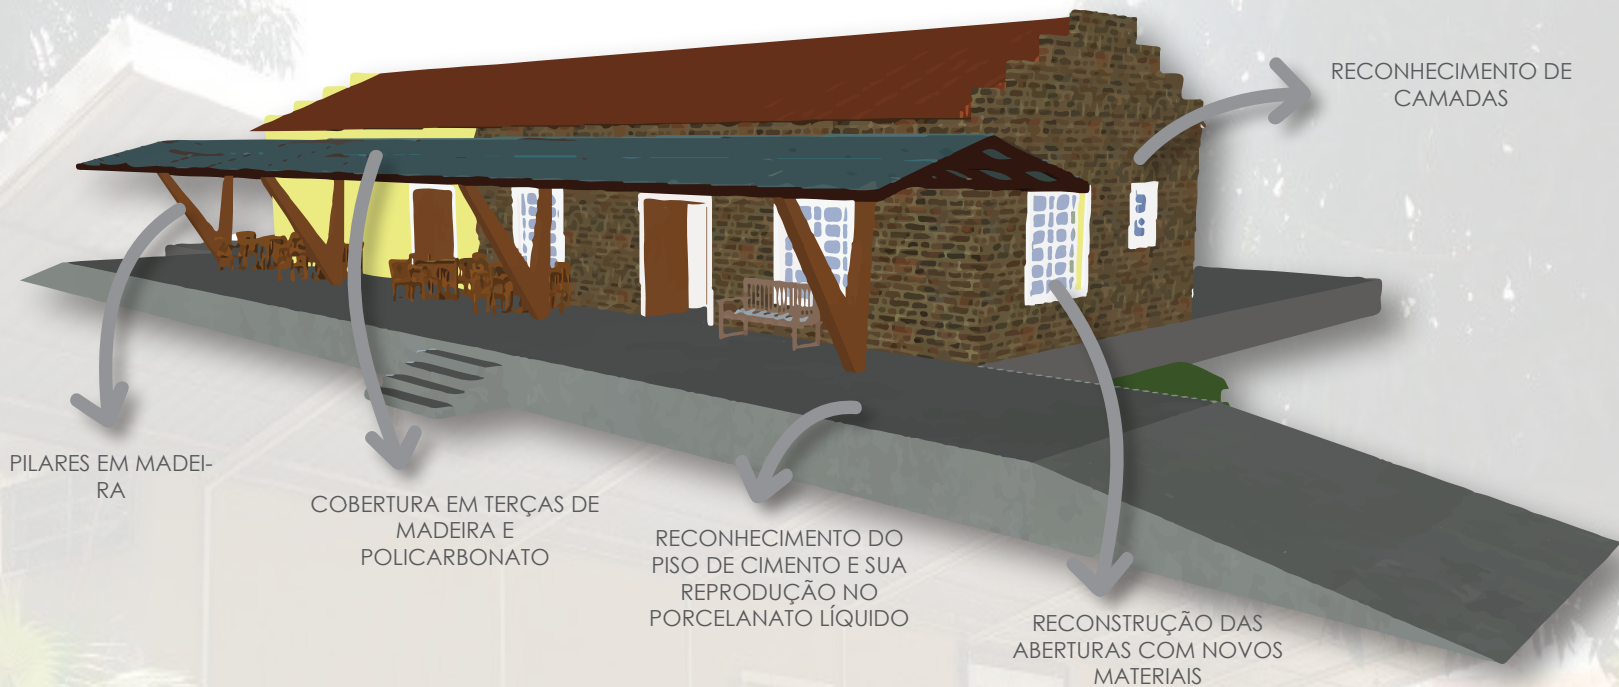 RECONHECIMENTO DE
CAMADAS
PILARES EM MADEI-
RA
COBERTURA EM TERÇAS DE
MADEIRA E
POLICARBONATO
RECONHECIMENTO DO
PISO DE CIMENTO E SUA
REPRODUÇÃO NO
PORCELANATO LÍQUIDO
RECONSTRUÇÃO DAS
ABERTURAS COM NOVOS
MATERIAIS